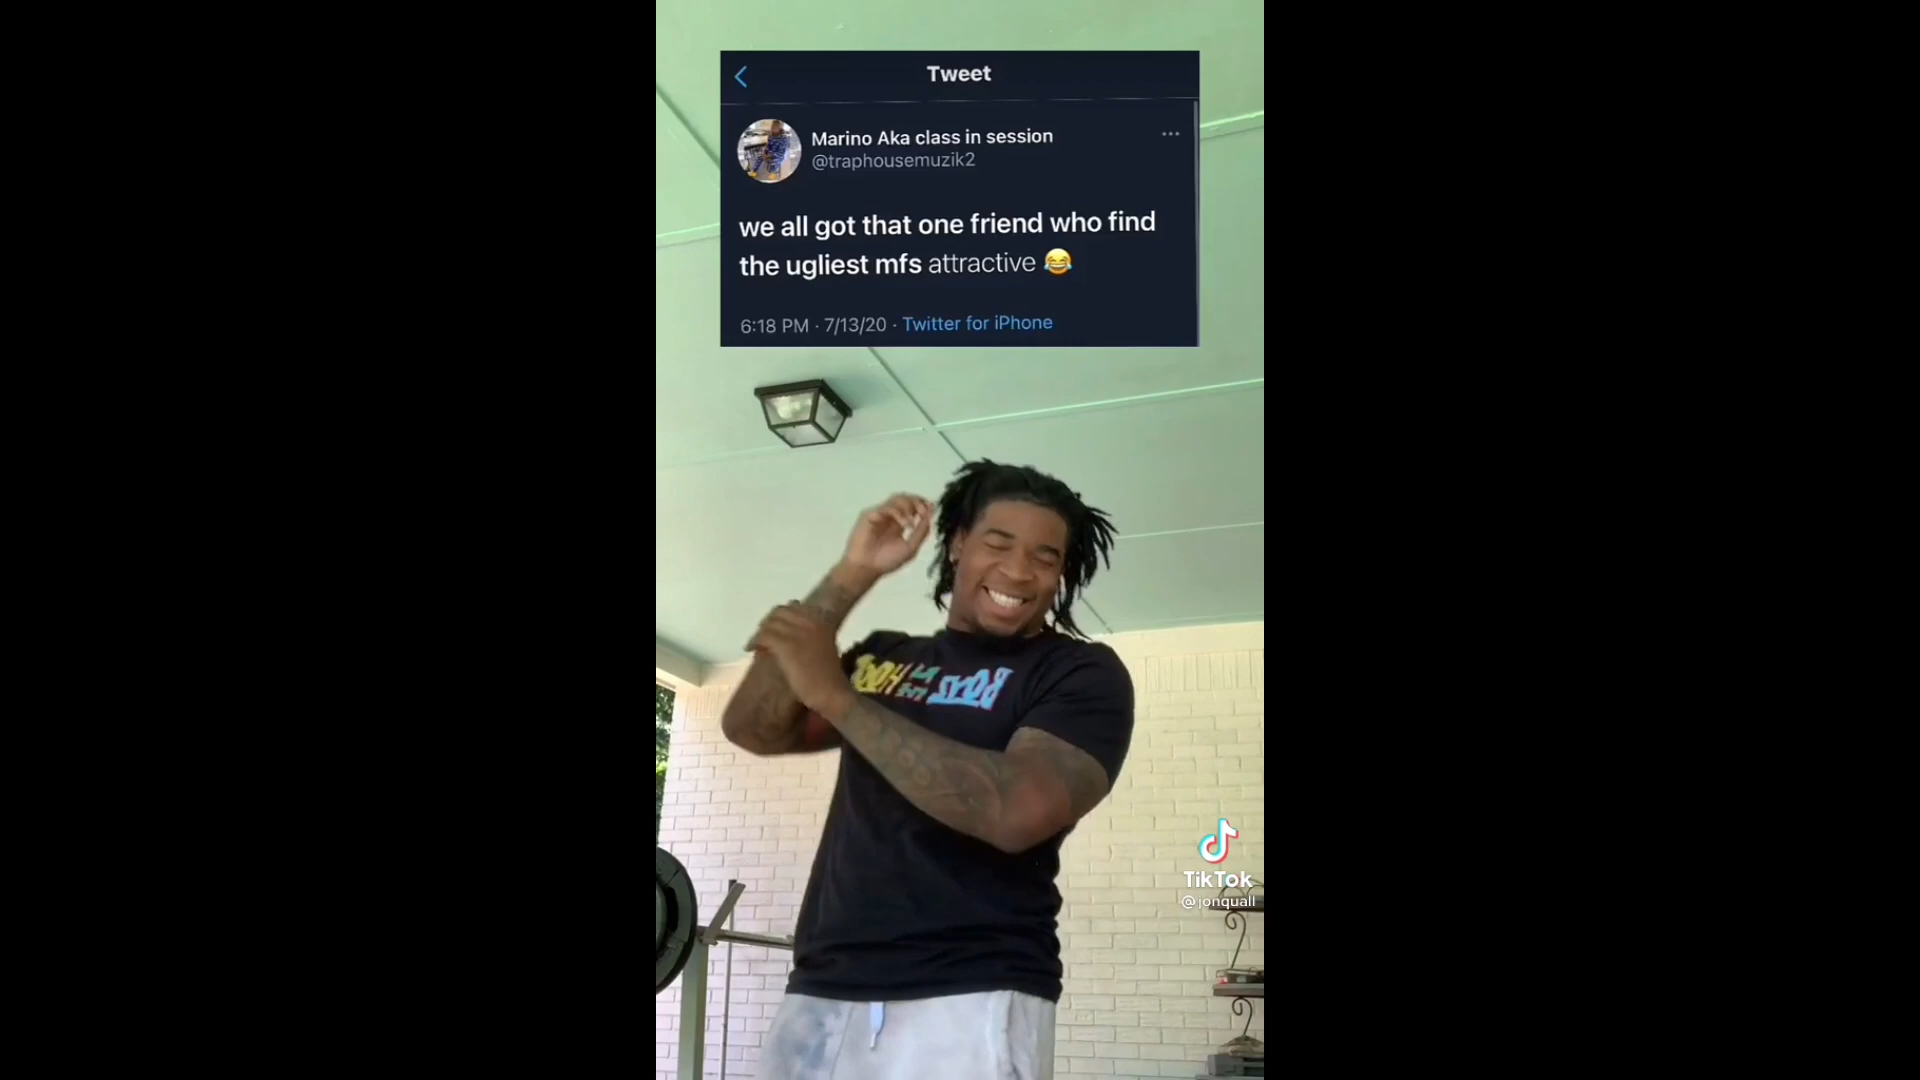 Tweet
Marino Aka class in session
@traphousemuzik2
we all got that one friend who find
the ugliest mfs attractive 😂
6:18 PM · 7/13/20 · Twitter for iPhone
TikTok
@jonquall